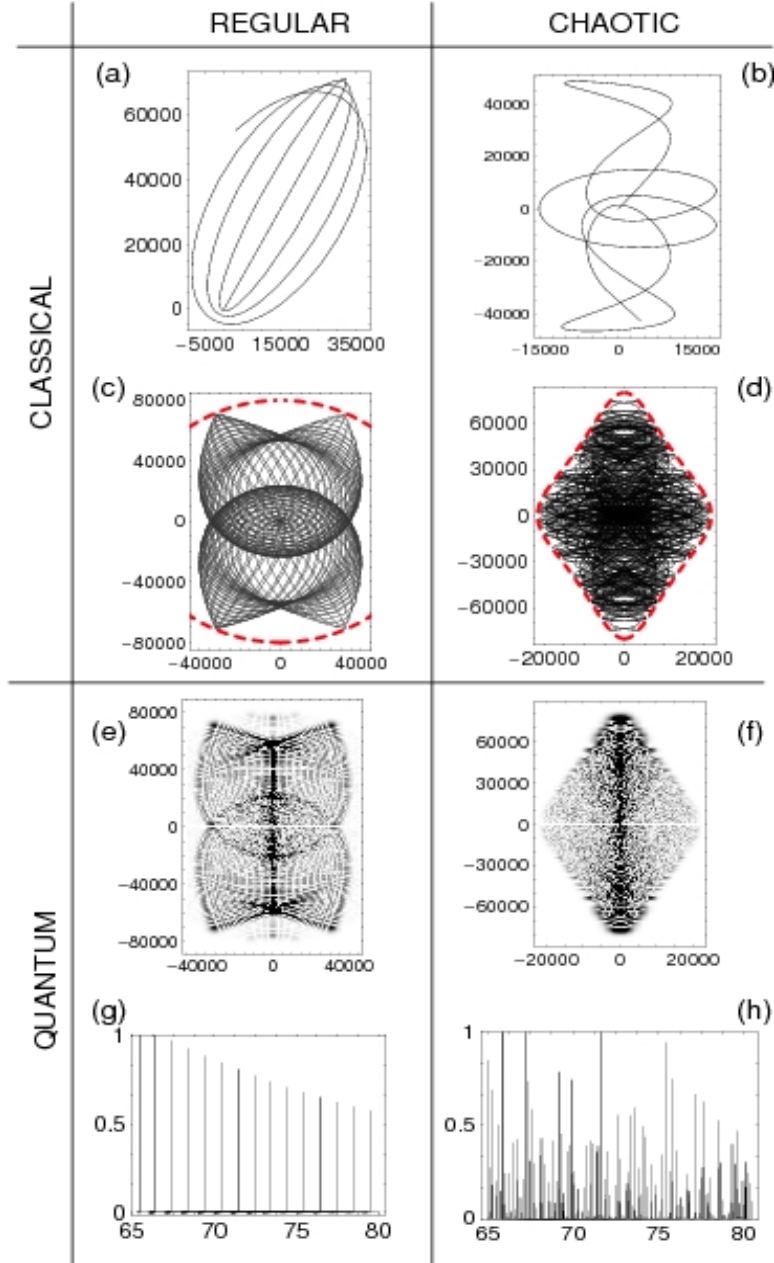 REGULAR CHAOTIC
CLASSICAL
QUANTUM
(a)
60000
40000
20000
0
−5000 15000 35000
(b)
40000
20000
0
−20000
−40000
−15000 0 15000
(c)
80000
40000
0
−40000
−80000
−40000 0 40000
(d)
60000
30000
0
−30000
−60000
−20000 0 20000
(e)
80000
40000
0
−40000
−80000
−40000 0 40000
(f)
60000
30000
0
−30000
−60000
−20000 0 20000
(g)
1
0.5
0
65 70 75 80
(h)
1
0.5
0
65 70 75 80